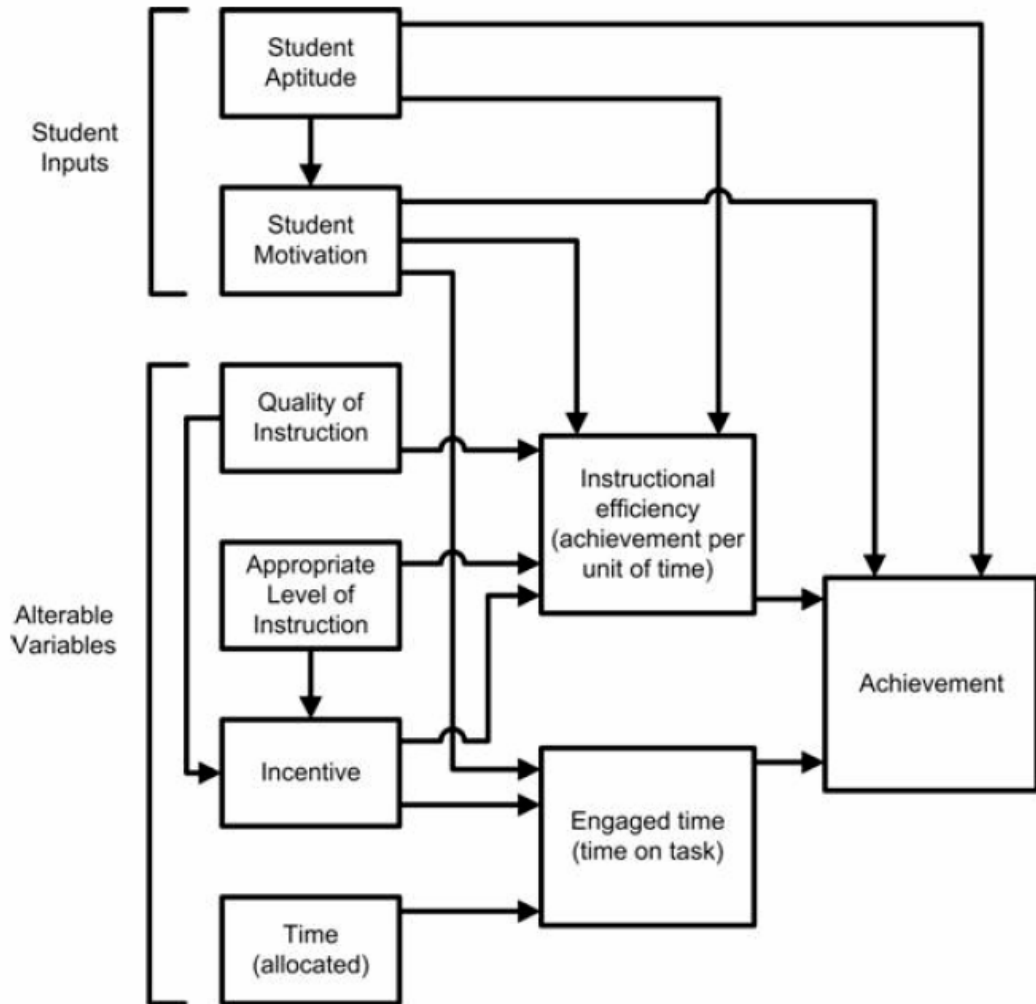 Student
Aptitude
Student
Inputs
Student
Motivation
Quality of
Instruction
Instructional
efficiency
(achievement per
unit of time)
Appropriate
Level of
Instruction
Alterable
Variables
Achievement
Incentive
Engaged time
(time on task)
Time
(allocated)